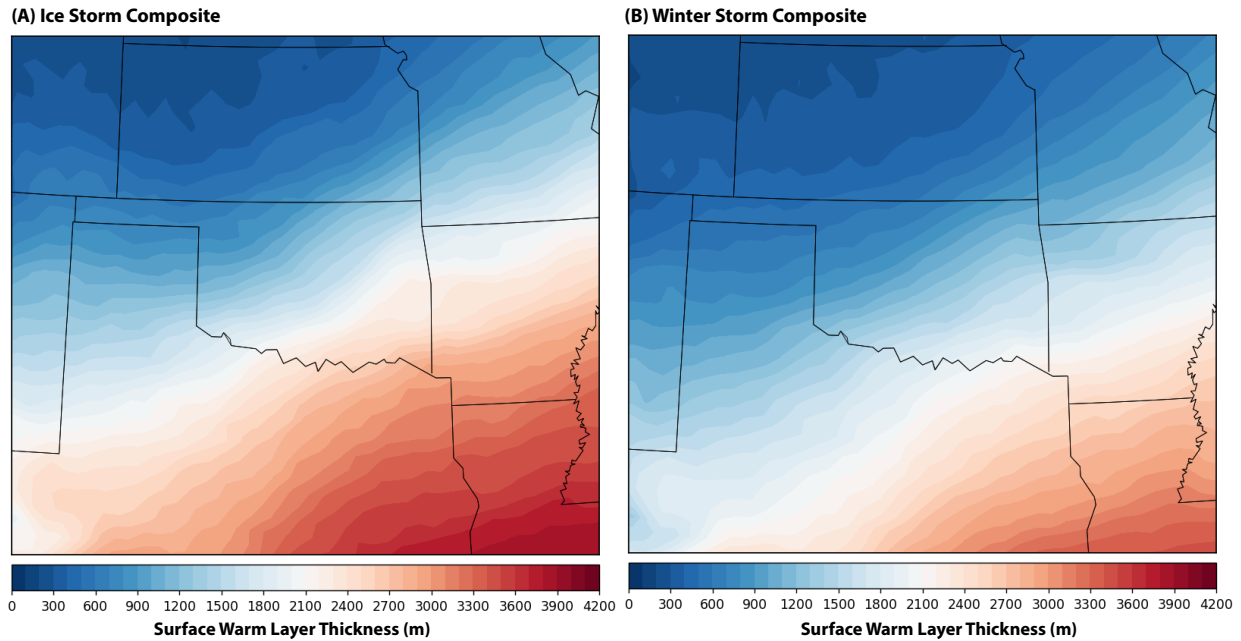 (A) Ice Storm Composite
(B) Winter Storm Composite
0 300 600 900 1200 1500 1800 2100 2400 2700 3000 3300 3600 3900 4200
0 300 600 900 1200 1500 1800 2100 2400 2700 3000 3300 3600 3900 4200
Surface Warm Layer Thickness (m)
Surface Warm Layer Thickness (m)